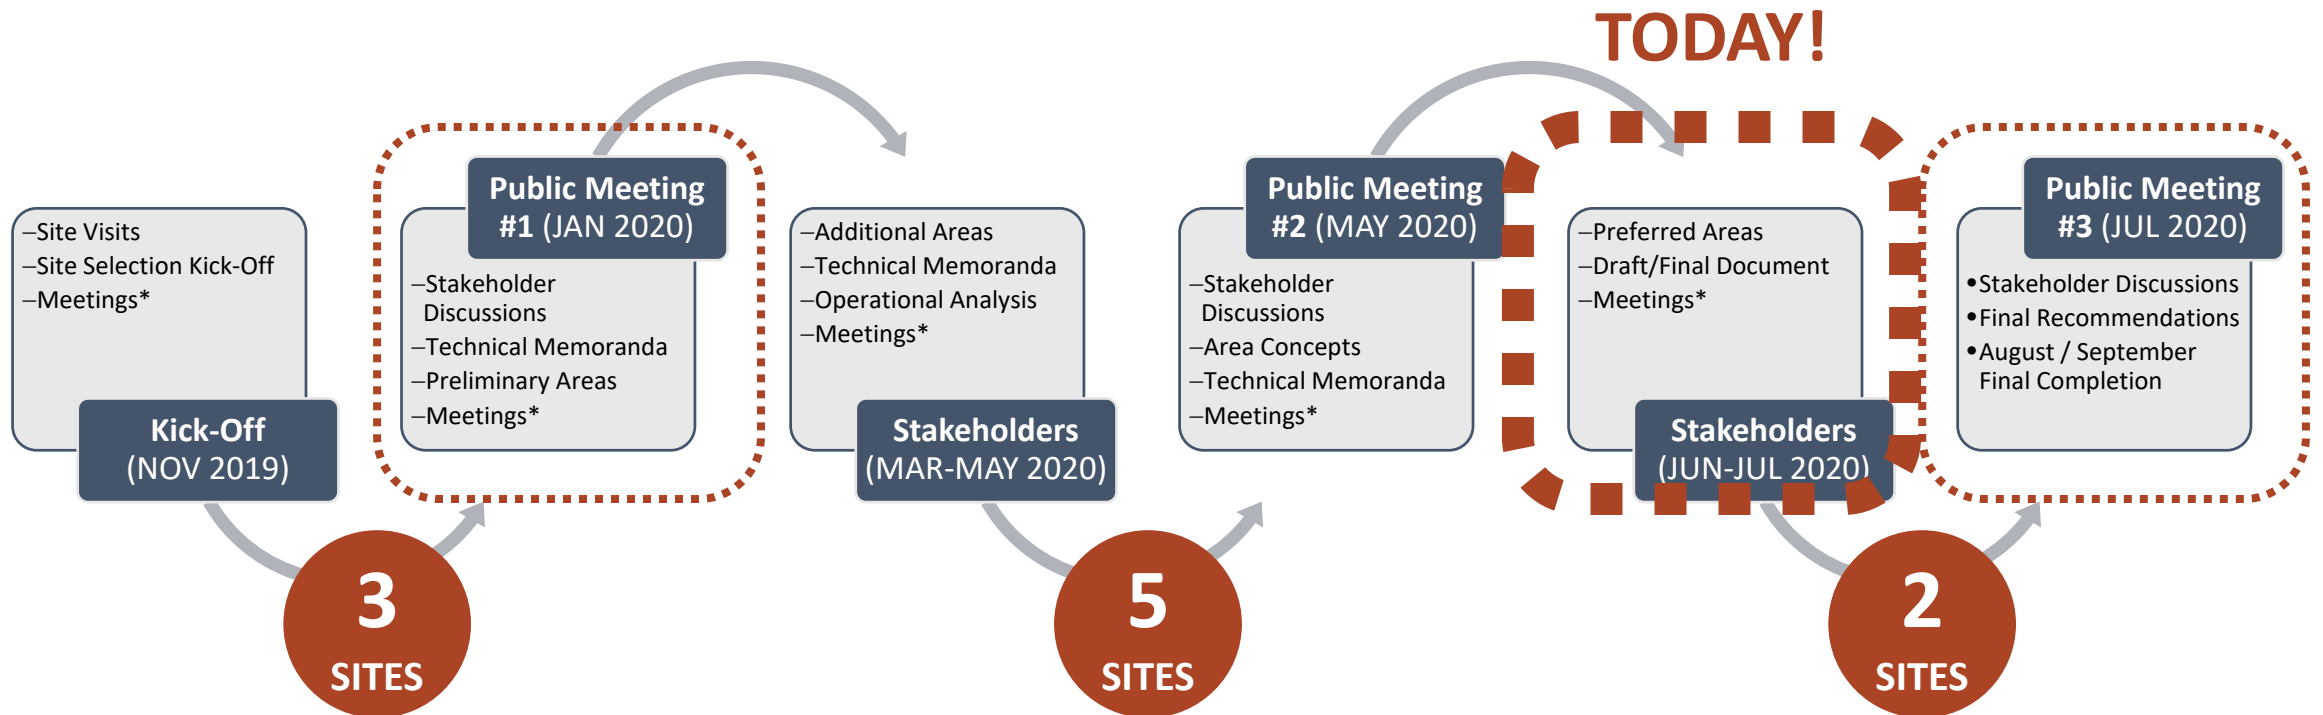 TODAY!
–Site Visits
–Site Selection Kick-Off
–Meetings*
Kick-Off
(NOV 2019)
3
SITES
Public Meeting
#1 (JAN 2020)
–Stakeholder
Discussions
–Technical Memoranda
–Preliminary Areas
–Meetings*
–Additional Areas
–Technical Memoranda
–Operational Analysis
–Meetings*
Stakeholders
(MAR-MAY 2020)
5
SITES
Public Meeting
#2 (MAY 2020)
–Stakeholder
Discussions
–Area Concepts
–Technical Memoranda
–Meetings*
–Preferred Areas
–Draft/Final Document
–Meetings*
Stakeholders
(JUN-JUL 2020)
2
SITES
Public Meeting
#3 (JUL 2020)
•Stakeholder Discussions
•Final Recommendations
•August / September
Final Completion